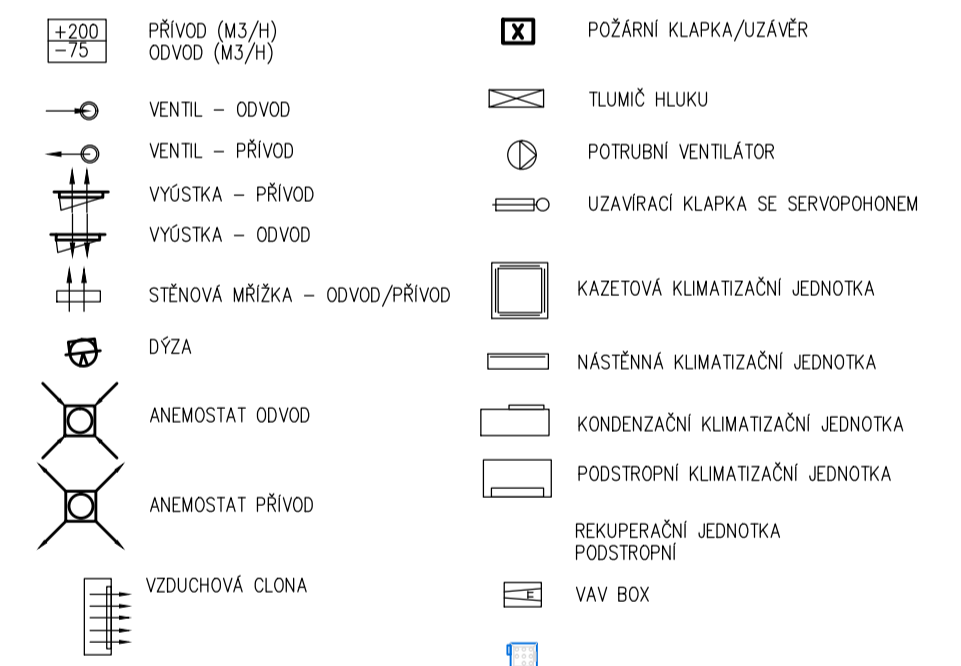 +200
-75
PŘÍVOD (M3/H)
ODVOD (M3/H)
VENTIL – ODVOD
VENTIL – PŘÍVOD
VYÚSTKA – PŘÍVOD
VYÚSTKA – ODVOD
STĚNOVÁ MŘÍŽKA – ODVOD/PŘÍVOD
DÝZA
ANEMOSTAT ODVOD
ANEMOSTAT PŘÍVOD
VZDUCHOVÁ CLONA
X
POŽÁRNÍ KLAPKA/UZÁVĚR
TLUMIČ HLUKU
POTRUBNÍ VENTILÁTOR
UZAVÍRACÍ KLAPKA SE SERVOPOHONEM
KAZETOVÁ KLIMATIZAČNÍ JEDNOTKA
NÁSTĚNNÁ KLIMATIZAČNÍ JEDNOTKA
KONDENZAČNÍ KLIMATIZAČNÍ JEDNOTKA
PODSTROPNÍ KLIMATIZAČNÍ JEDNOTKA
REKUPERAČNÍ JEDNOTKA
PODSTROPNÍ
E
VAV BOX